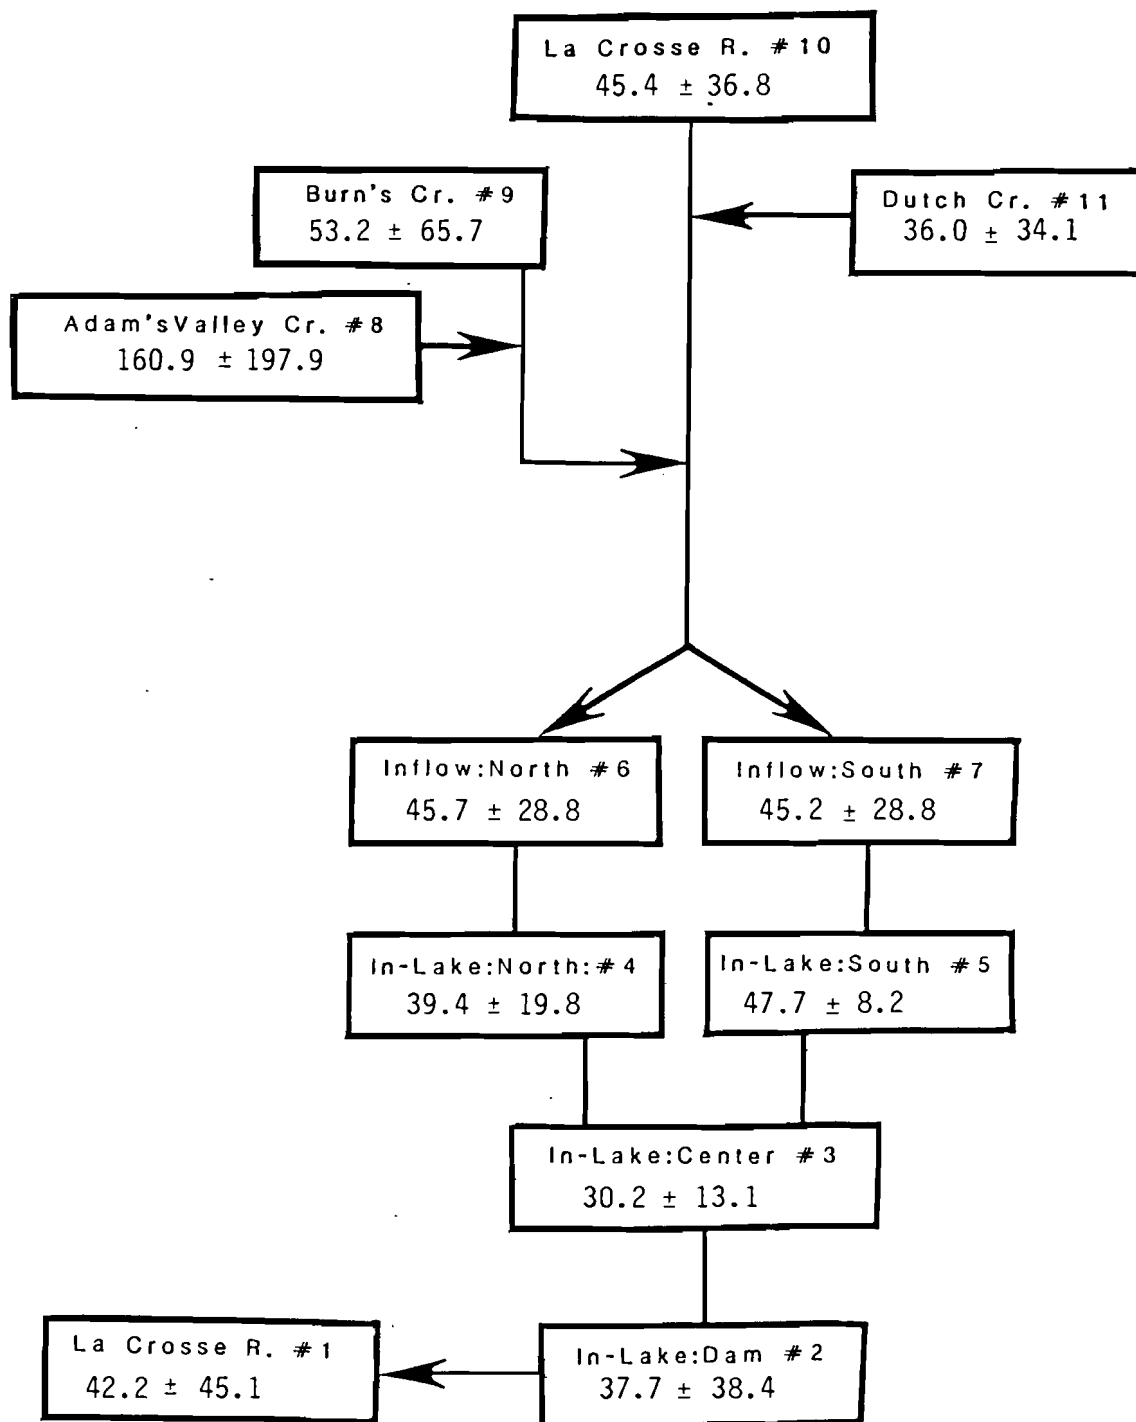 La Crosse R. #10
45.4 ± 36.8
Burn's Cr. #9
53.2 ± 65.7
Dutch Cr. #11
36.0 ± 34.1
Adam'sValley Cr. #8
160.9 ± 197.9
Inflow:North #6
45.7 ± 28.8
Inflow:South #7
45.2 ± 28.8
In-Lake:North:#4
39.4 ± 19.8
In-Lake:South #5
47.7 ± 8.2
In-Lake:Center #3
30.2 ± 13.1
La Crosse R. #1
42.2 ± 45.1
In-Lake:Dam #2
37.7 ± 38.4